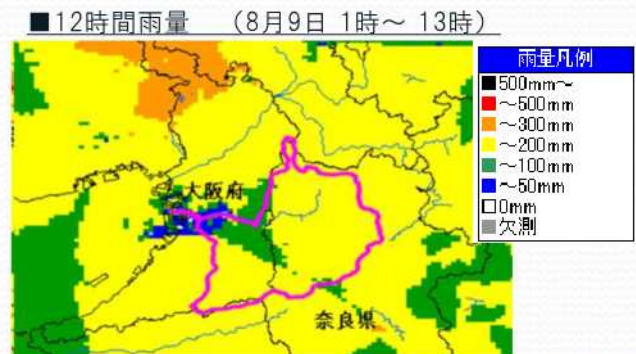 ■12時間雨量 (8月9日 1時～ 13時)
雨量凡例
500mm～
～500mm
～300mm
～200mm
～100mm
～50mm
0mm
欠測
大阪府
奈良県